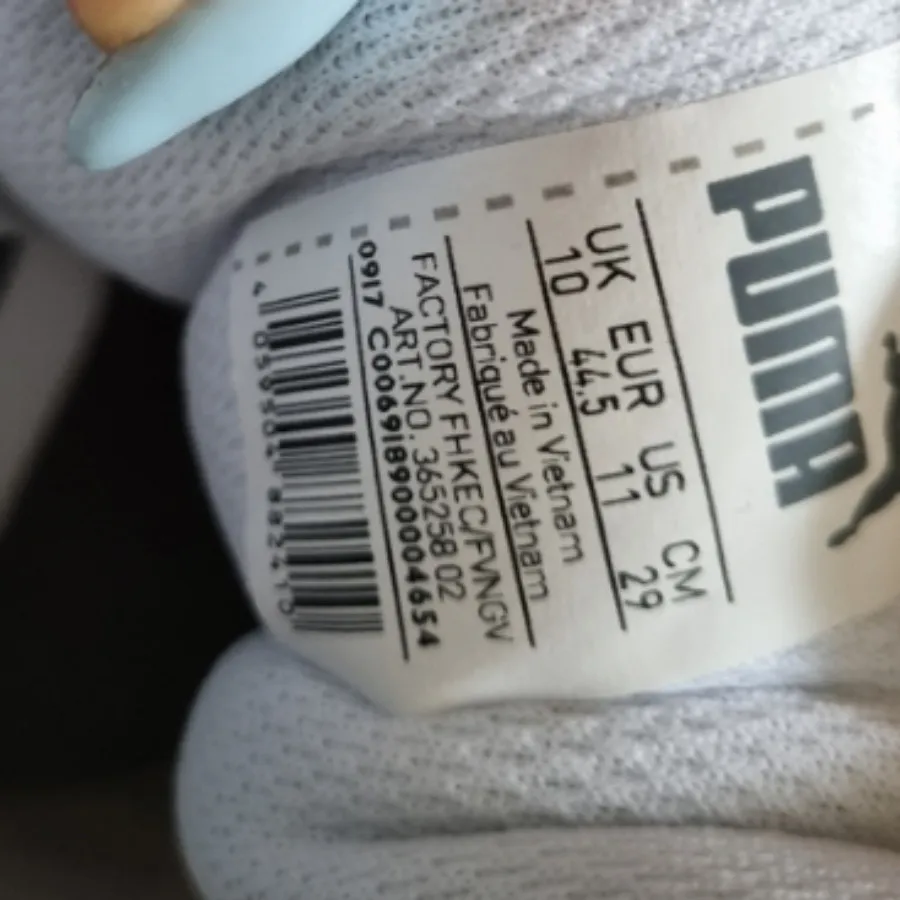 PUMA
UK EUR US CM
10 44.5 11 29
Made in Vietnam
Fabriqué au Vietnam
FACTORY FHKEC/FVNGV
ART.NO. 365258 02
0917 C006918900004654